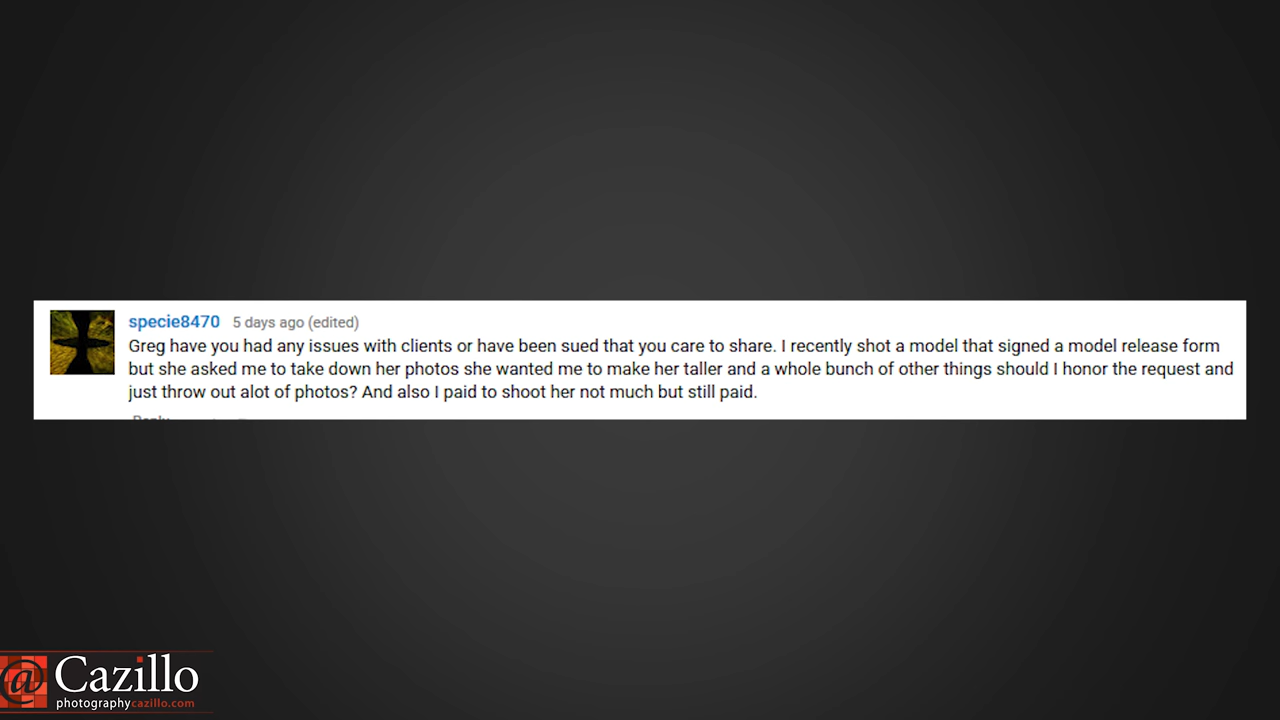 specie8470 5 days ago (edited)
Greg have you had any issues with clients or have been sued that you care to share. I recently shot a model that signed a model release form
but she asked me to take down her photos she wanted me to make her taller and a whole bunch of other things should I honor the request and
just throw out alot of photos? And also I paid to shoot her not much but still paid.
@ Cazillo
photographycazillo.com